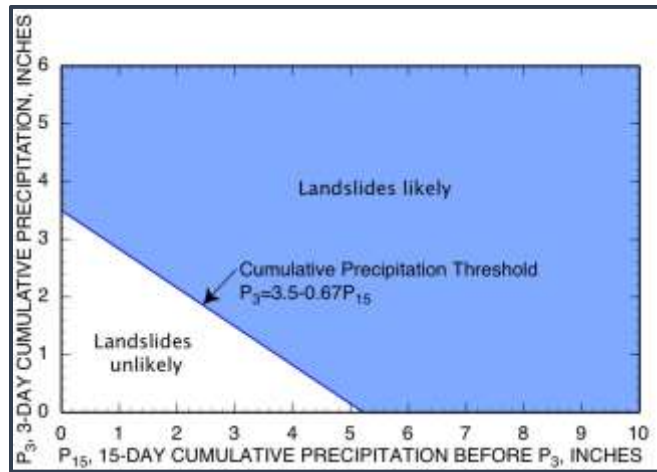 P₃, 3-DAY CUMULATIVE PRECIPITATION, INCHES
6
5
4
3
2
1
0
Landslides likely
Cumulative Precipitation Threshold
P₃=3.5-0.67P₁₅
Landslides
unlikely
0 1 2 3 4 5 6 7 8 9 10
P₁₅, 15-DAY CUMULATIVE PRECIPITATION BEFORE P₃, INCHES